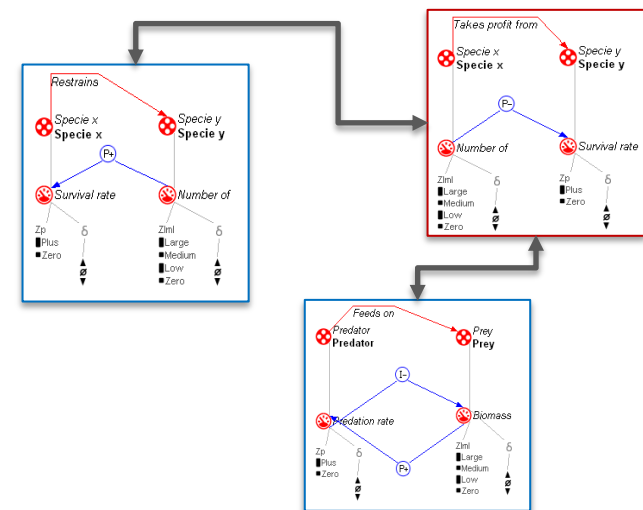 Restrains
Specie x
Specie x
Specie y
Specie y
P+
Survival rate
Number of
Zp
Plus
Zero
δ
ø
Zlml
Large
Medium
Low
Zero
δ
ø
Takes profit from
Specie x
Specie x
Specie y
Specie y
P−
Number of
Survival rate
Zlml
Large
Medium
Low
Zero
δ
ø
Zp
Plus
Zero
δ
ø
Feeds on
Predator
Predator
Prey
Prey
I−
Predation rate
Biomass
P+
Zp
Plus
Zero
δ
ø
Zlml
Large
Medium
Low
Zero
δ
ø